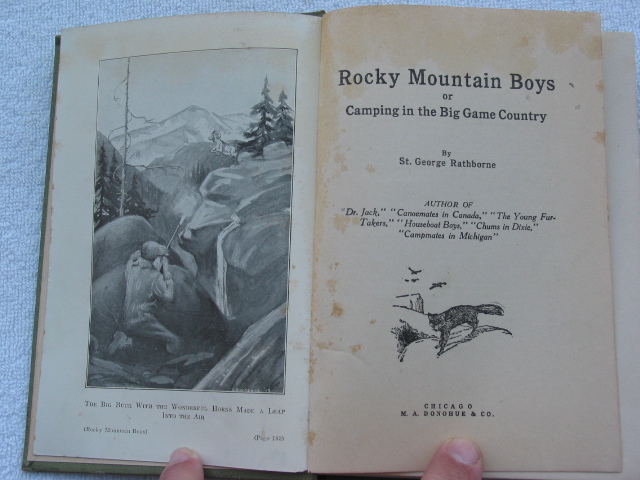 The Big Buck With the Wonderful Horns Made a Leap
Into the Air
(Rocky Mountain Boys)
(Page
Rocky Mountain Boys
or
Camping in the Big Game Country
By
St. George Rathborne
AUTHOR OF
"Dr. Jack," "Canoemates in Canada," "The Young Fur-
Takers," "Houseboat Boys," "Chums in Dixie,"
"Campmates in Michigan"
CHICAGO
M. A. DONOHUE & CO.